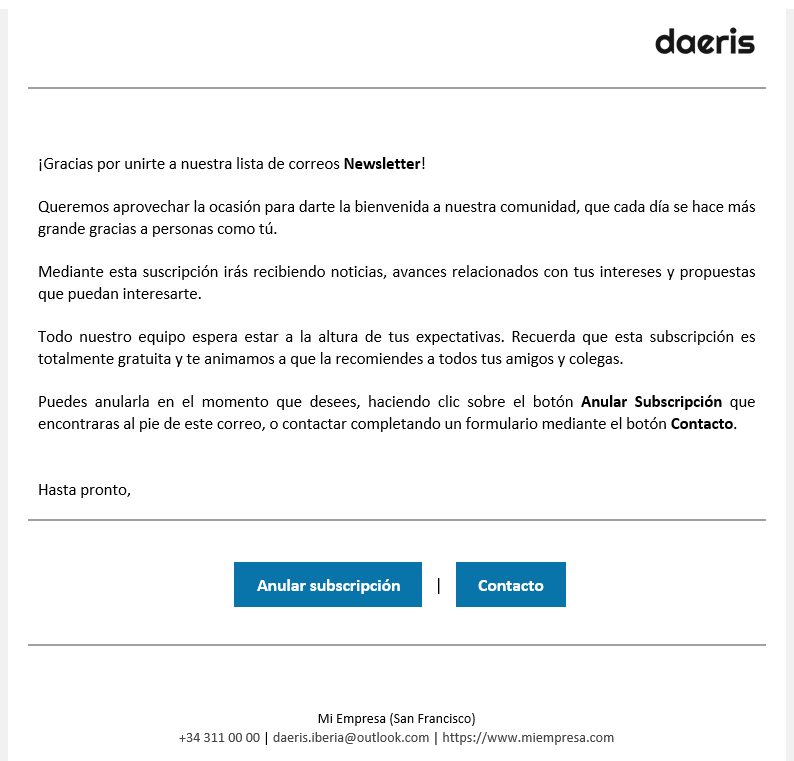 daeris
¡Gracias por unirte a nuestra lista de correos Newsletter!
Queremos aprovechar la ocasión para darte la bienvenida a nuestra comunidad, que cada día se hace más
grande gracias a personas como tú.
Mediante esta suscripción irás recibiendo noticias, avances relacionados con tus intereses y propuestas
que puedan interesarte.
Todo nuestro equipo espera estar a la altura de tus expectativas. Recuerda que esta subscripción es
totalmente gratuita y te animamos a que la recomiendes a todos tus amigos y colegas.
Puedes anularla en el momento que desees, haciendo clic sobre el botón Anular Subscripción que
encontraras al pie de este correo, o contactar completando un formulario mediante el botón Contacto.
Hasta pronto,
Anular subscripción | Contacto
Mi Empresa (San Francisco)
+34 311 00 00 | daeris.iberia@outlook.com | https://www.miempresa.com